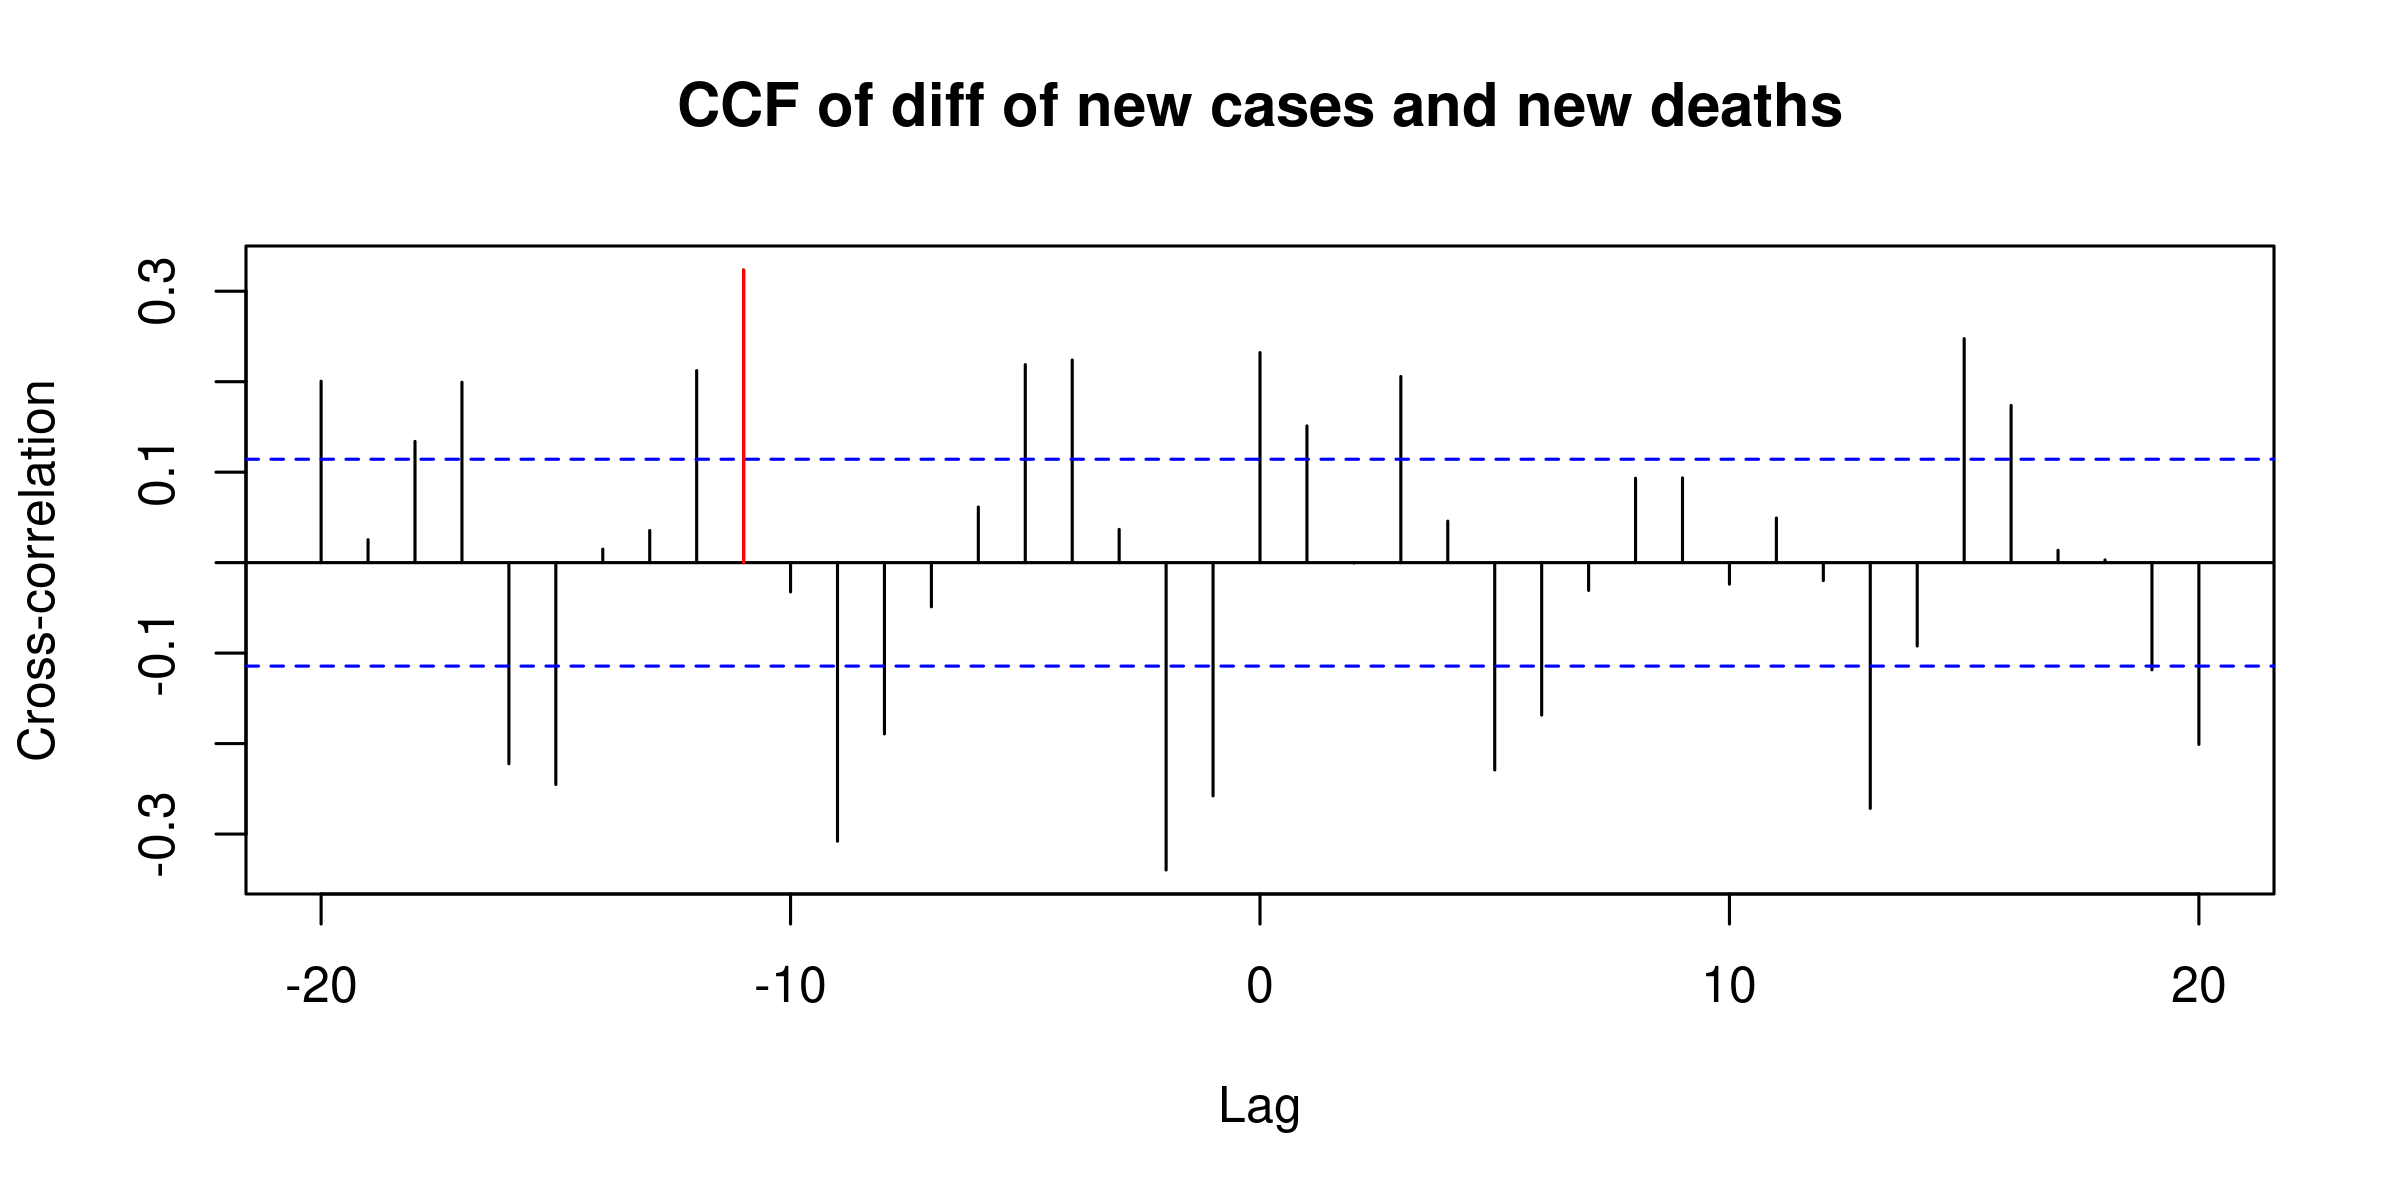 CCF of diff of new cases and new deaths
Cross-correlation
0.3
0.1
-0.1
-0.3
-20 -10 0 10 20
Lag